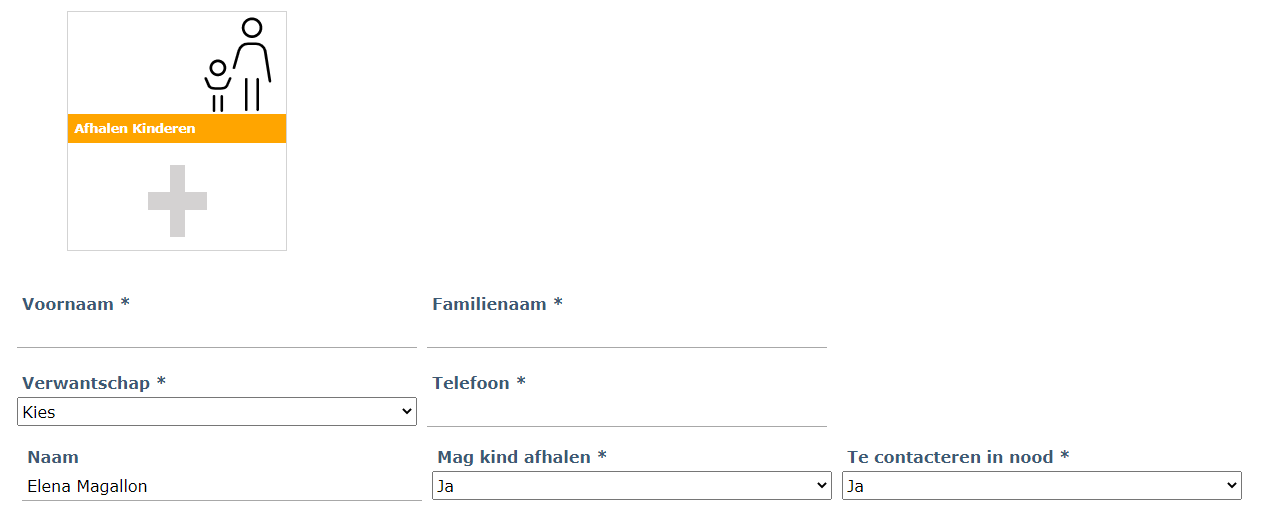 Afhalen Kinderen
Voornaam * Familienaam *
Verwantschap * Telefoon *
Kies
Naam Mag kind afhalen * Te contacteren in nood *
Elena Magallon Ja Ja